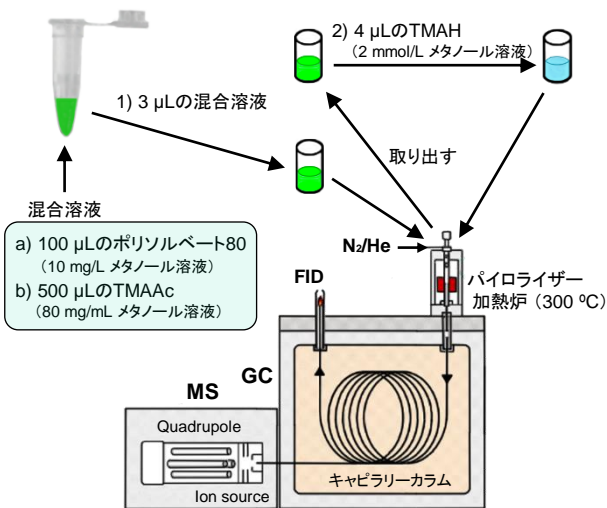 2) 4 µLのTMAH
（2 mmol/L メタノール溶液）
1) 3 µLの混合溶液
取り出す
混合溶液
a) 100 µLのポリソルベート80
（10 mg/L メタノール溶液）
b) 500 µLのTMAAc
（80 mg/mL メタノール溶液）
N₂/He
FID
パイロライザー
加熱炉（300 ⁰C）
GC
MS
Quadrupole
Ion source
キャピラリーカラム